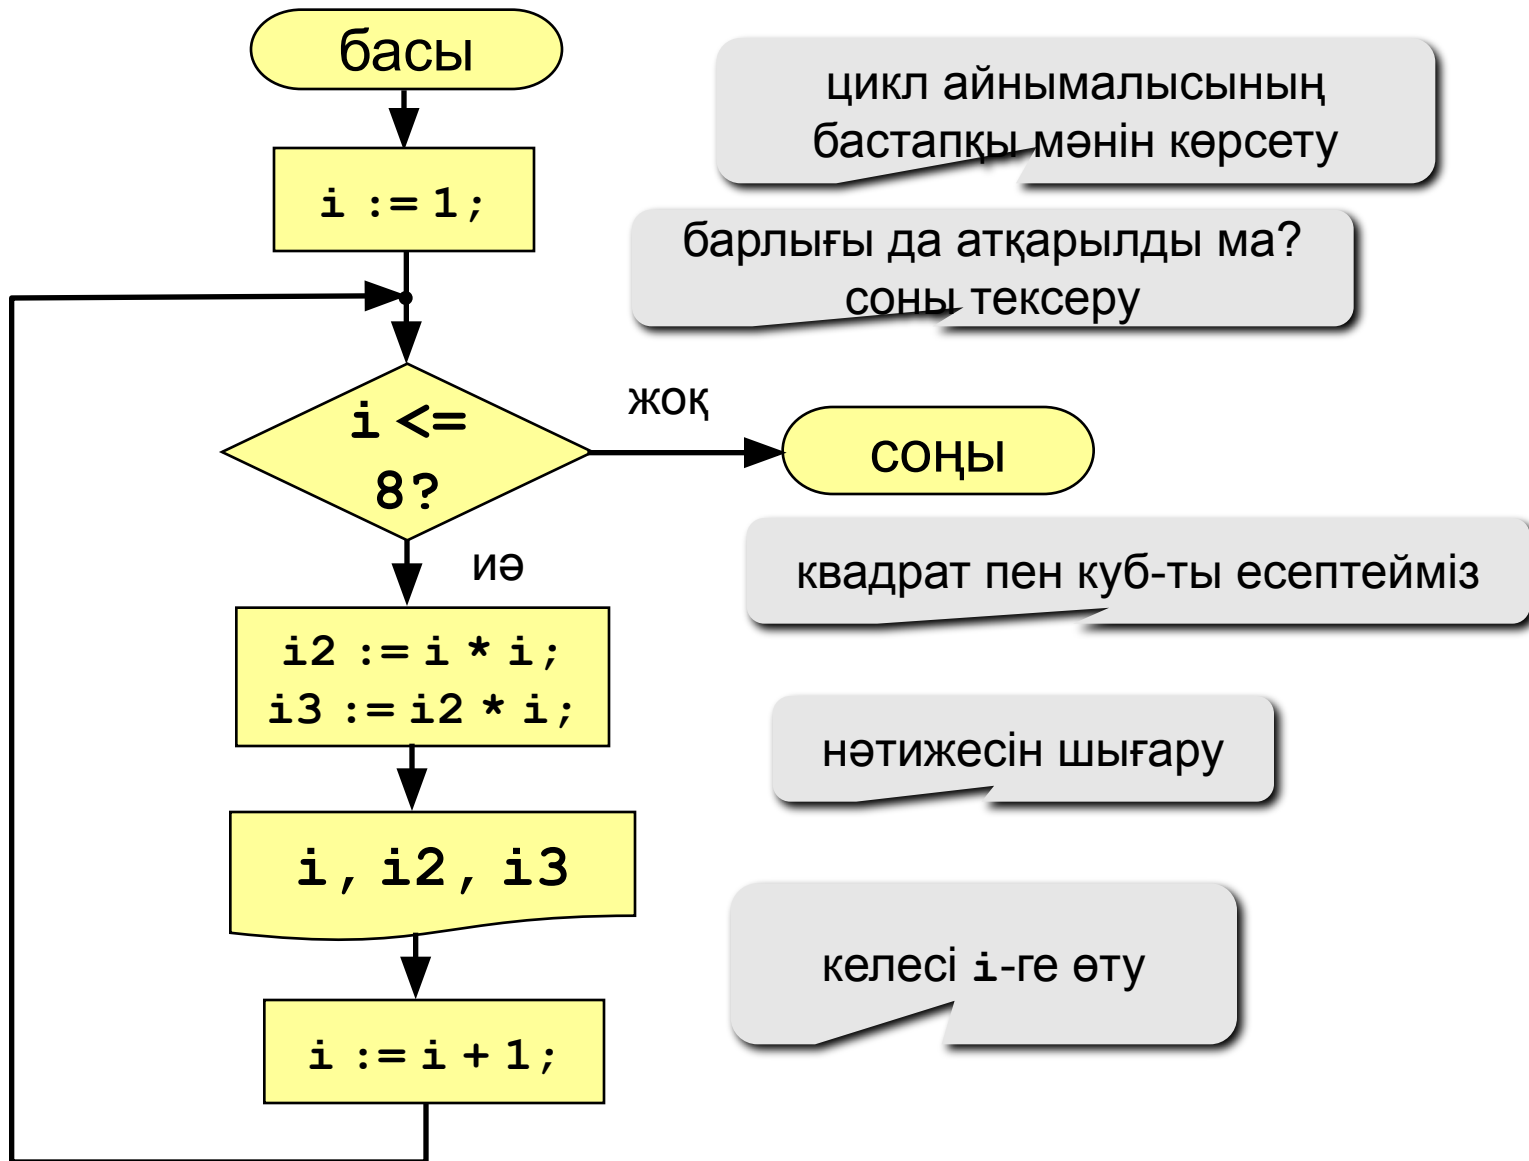 басы
цикл айнымалысының
бастапқы мәнін көрсету
i := 1;
барлығы да атқарылды ма?
соны тексеру
i <=
8?
жоқ
соңы
иә
квадрат пен куб-ты есептейміз
i2 := i * i;
i3 := i2 * i;
нәтижесін шығару
i, i2, i3
келесі i-ге өту
i := i + 1;